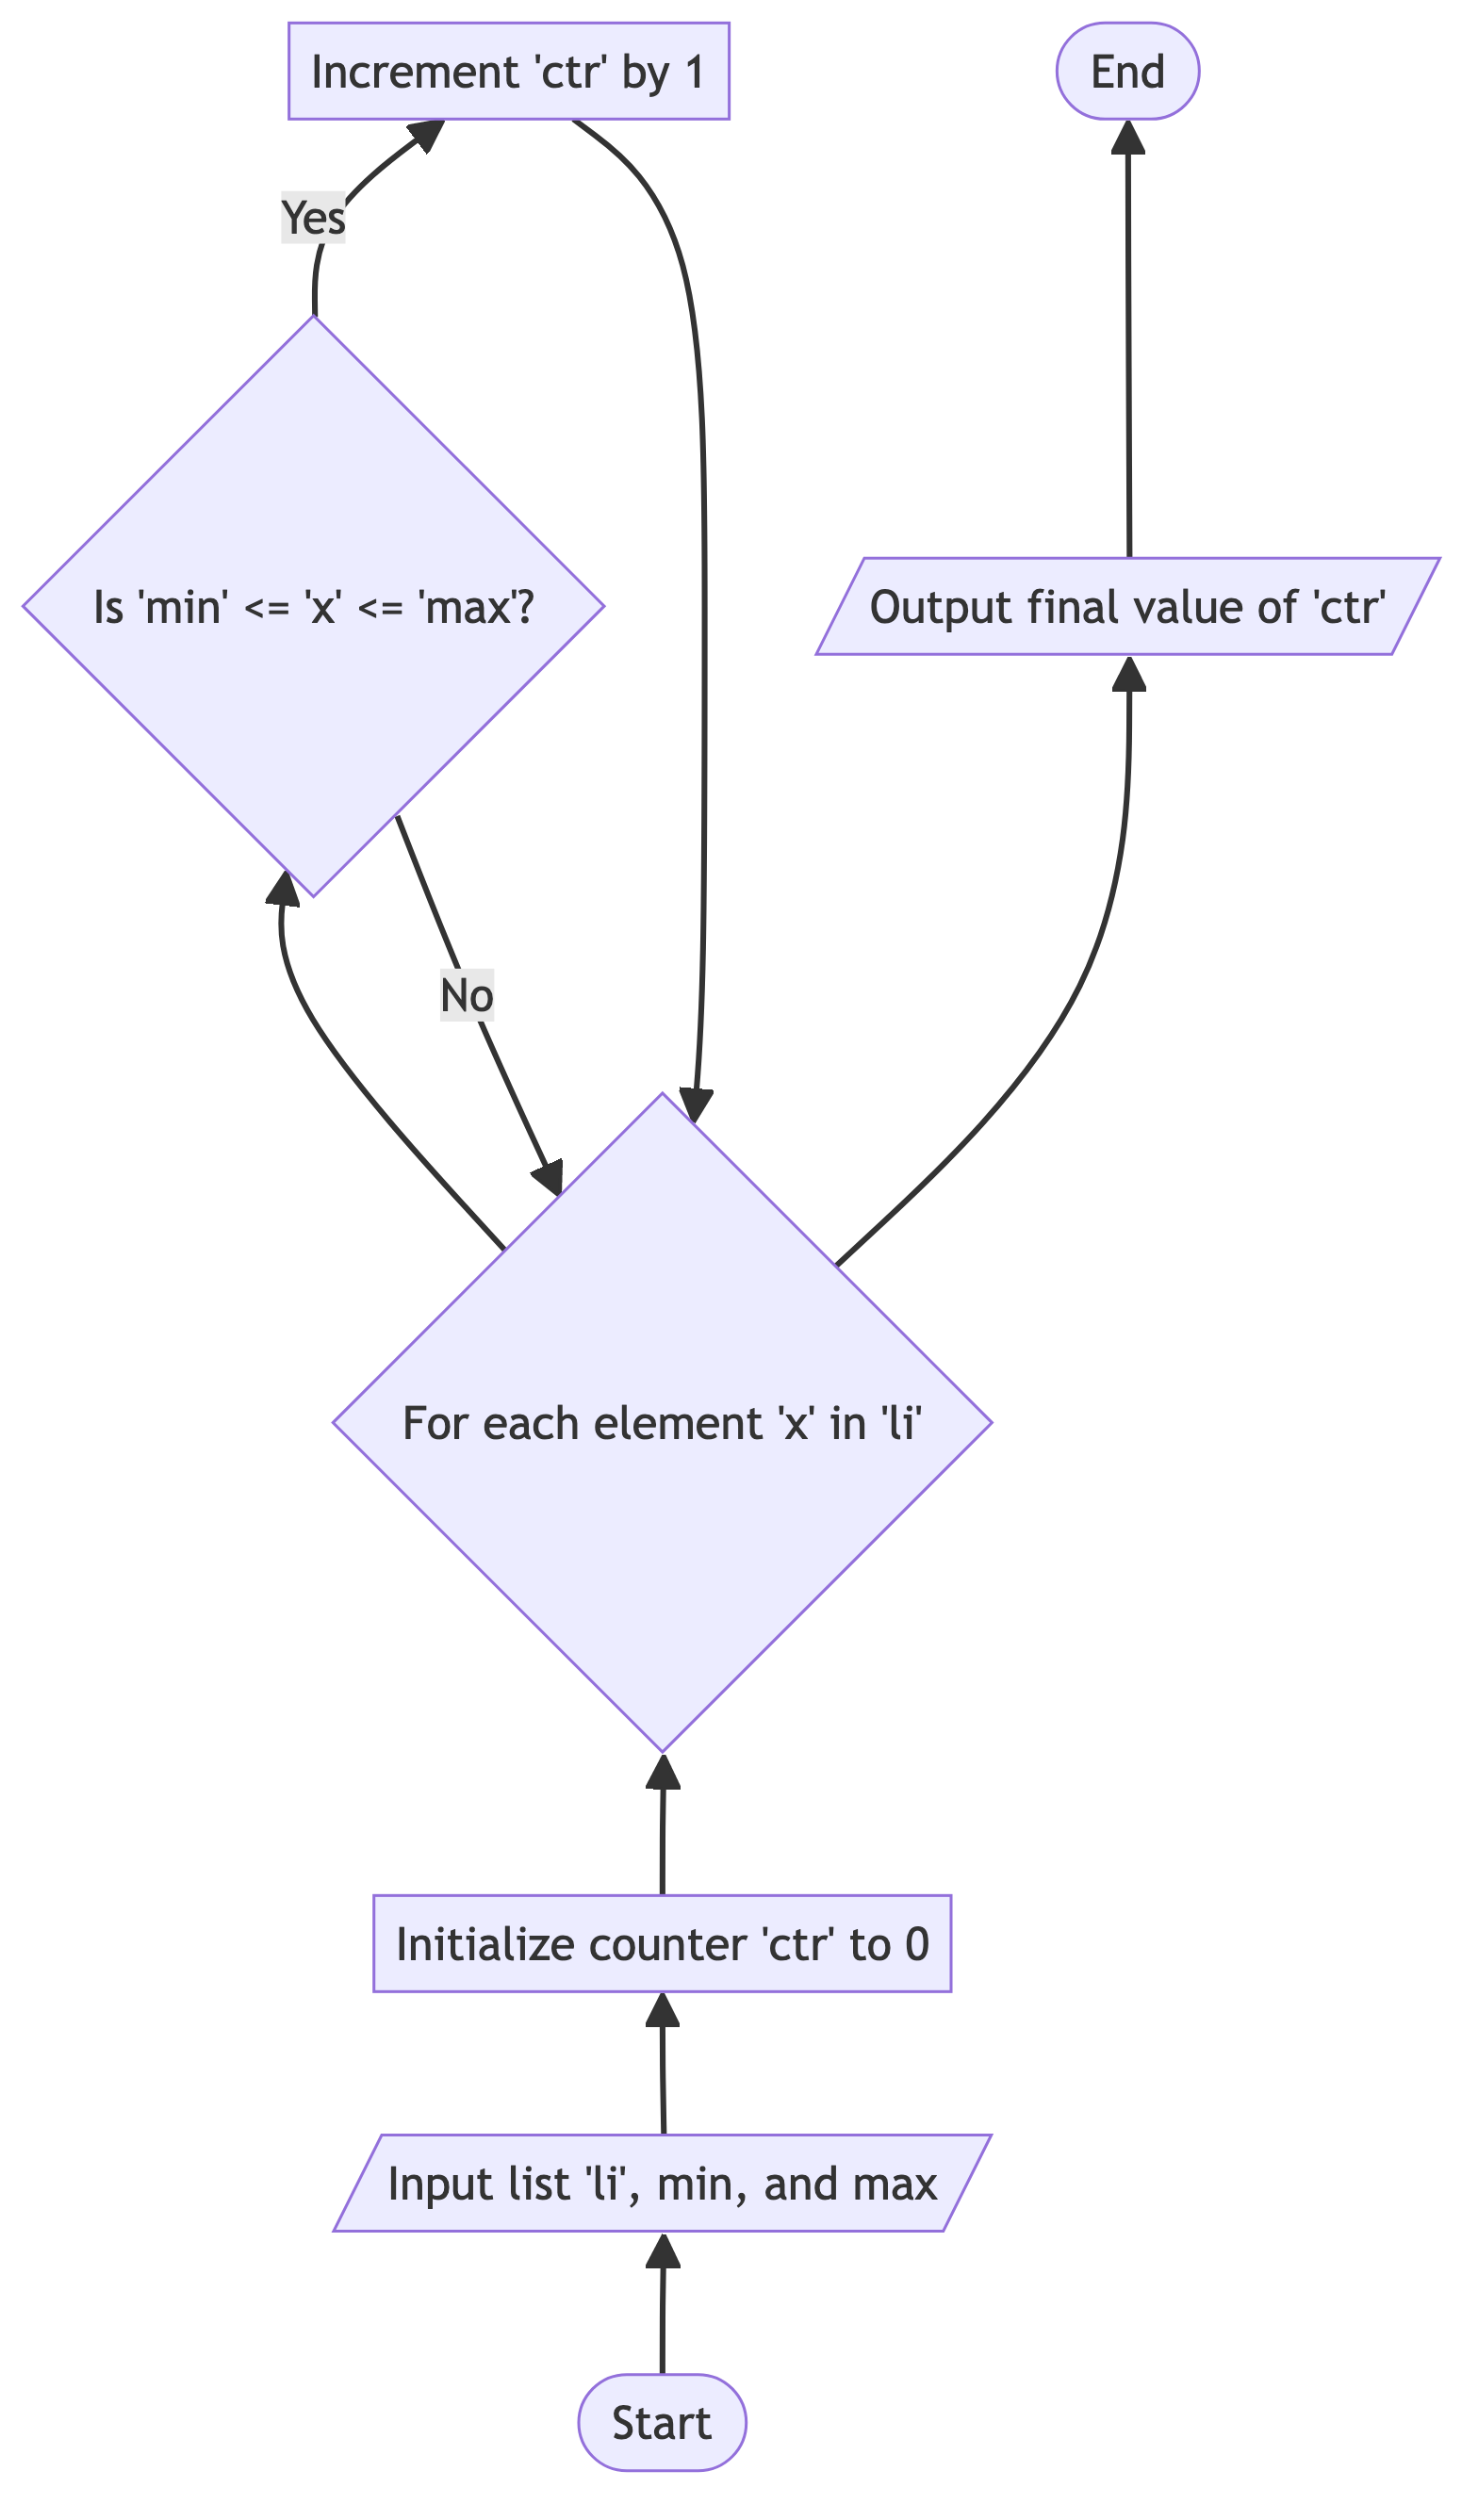 Increment 'ctr' by 1
End
Yes
Is 'min' <= 'x' <= 'max'?
Output final value of 'ctr'
No
For each element 'x' in 'li'
Initialize counter 'ctr' to 0
Input list 'li', min, and max
Start